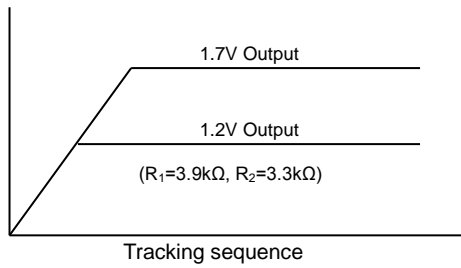 1.7V Output
1.2V Output
(R₁=3.9kΩ, R₂=3.3kΩ)
Tracking sequence